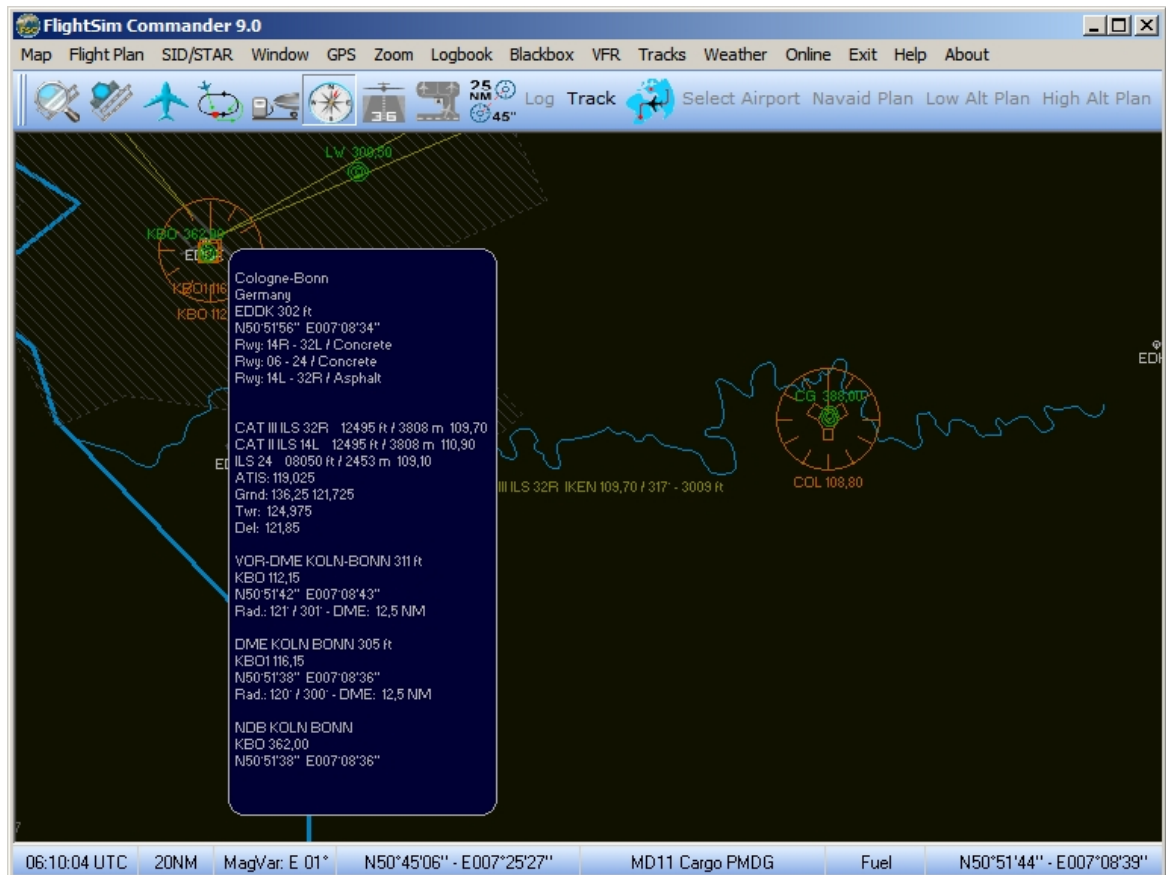 FlightSim Commander 9.0
Map Flight Plan SID/STAR Window GPS Zoom Logbook Blackbox VFR Tracks Weather Online Exit Help About
36 25 NM 45" Log Track Select Airport Navaid Plan Low Alt Plan High Alt Plan
LW 300,50
KBO 362,00
KBO1 116
KBO 112
Cologne-Bonn
Germany
EDDK 302 ft
N50°51'56" E007°08'34"
Rwy: 14R - 32L / Concrete
Rwy: 06 - 24 / Concrete
Rwy: 14L - 32R / Asphalt
CAT III ILS 32R 12495 ft / 3808 m 109,70
CAT II ILS 14L 12495 ft / 3808 m 110,90
ILS 24 08050 ft / 2453 m 109,10
ATIS: 119,025
Grnd: 136,25 121,725
Twr: 124,975
Del: 121,85
VOR-DME KOLN-BONN 311 ft
KBO 112,15
N50°51'42" E007°08'43"
Rad.: 121° / 301° - DME: 12,5 NM
DME KOLN BONN 305 ft
KBO1 116,15
N50°51'38" E007°08'36"
Rad.: 120° / 300° - DME: 12,5 NM
NDB KOLN BONN
KBO 362,00
N50°51'38" E007°08'36"
ILS 32R IKEN 109,70 / 317° - 3009 ft
CG 388,00
COL 108,80
06:10:04 UTC 20NM MagVar: E 01° N50°45'06" - E007°25'27" MD11 Cargo PMDG Fuel N50°51'44" - E007°08'39"